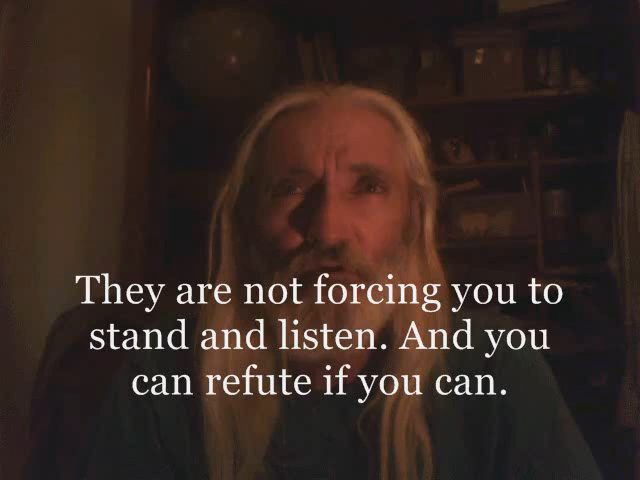 They are not forcing you to
stand and listen. And you
can refute if you can.